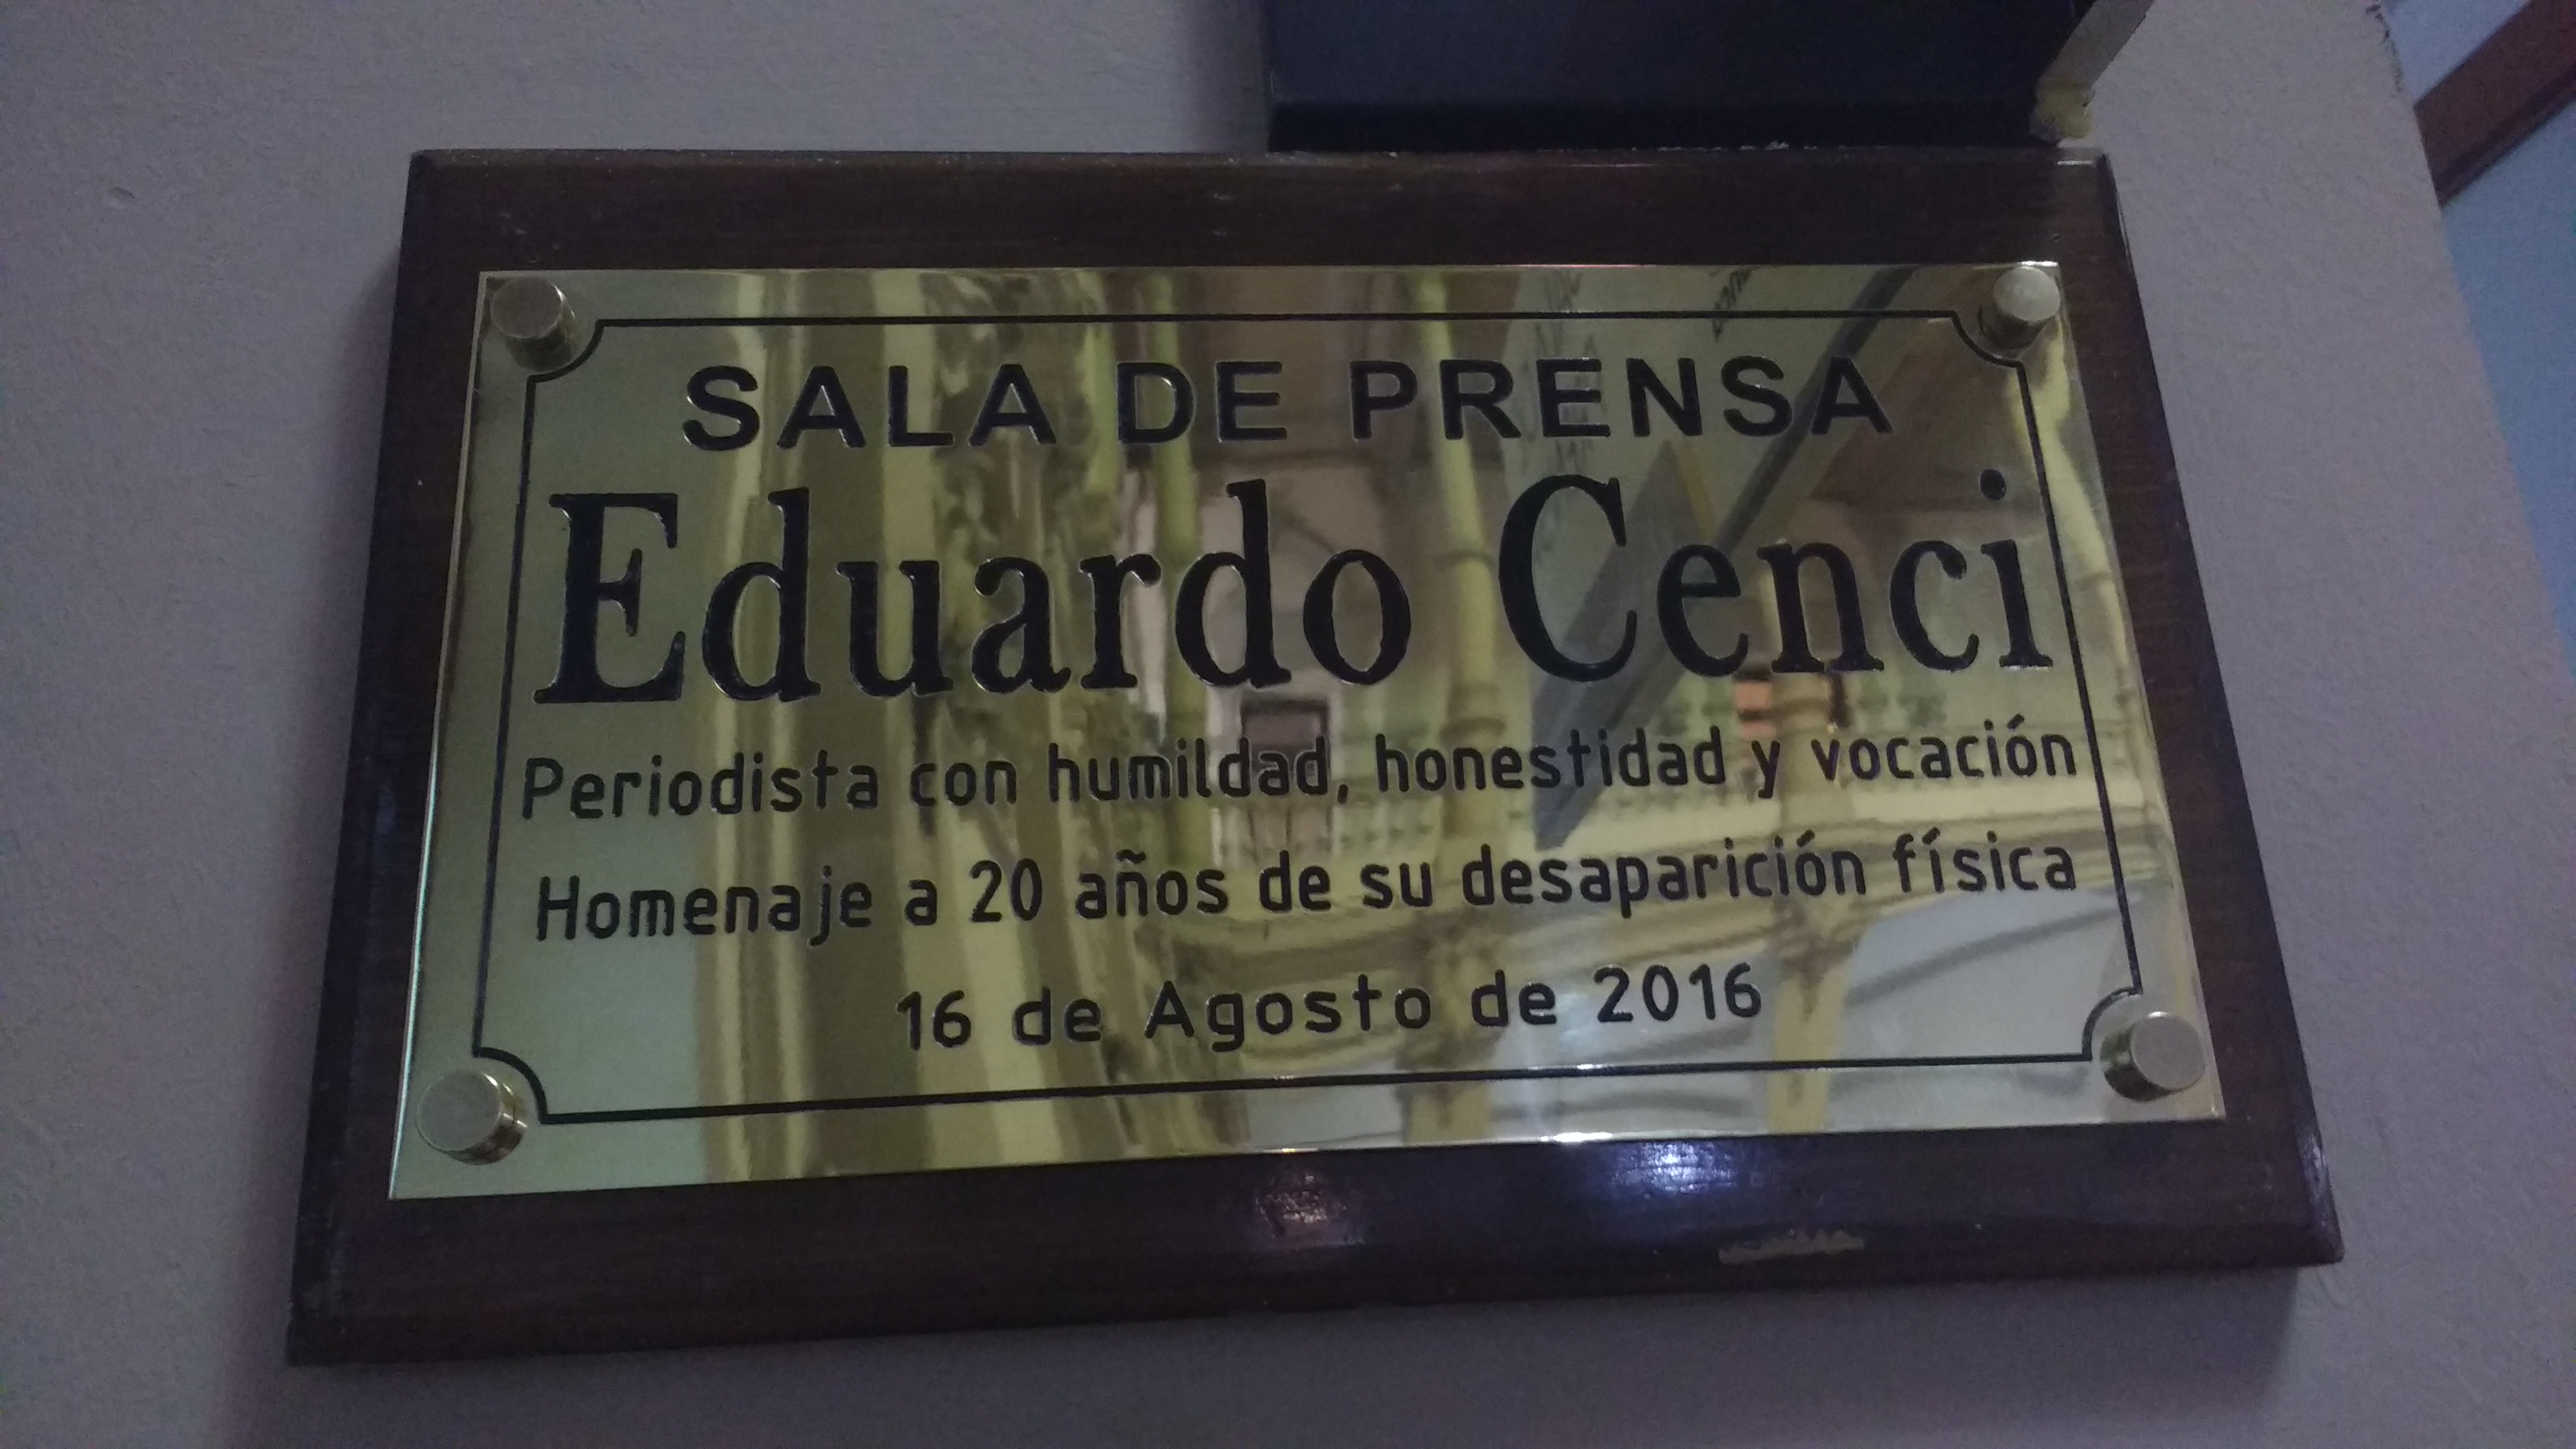 SALA DE PRENSA
Eduardo Cenci
Periodista con humildad, honestidad y vocación
Homenaje a 20 años de su desaparición física
16 de Agosto de 2016